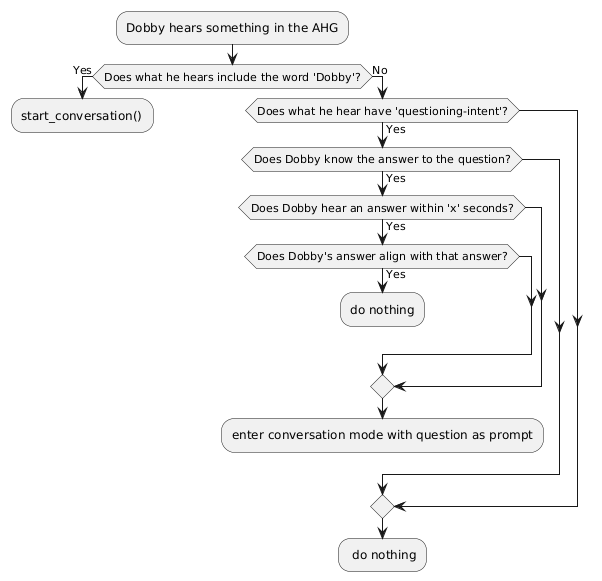 Dobby hears something in the AHG
Yes
Does what he hears include the word 'Dobby'?
No
start_conversation()
Does what he hear have 'questioning-intent'?
Yes
Does Dobby know the answer to the question?
Yes
Does Dobby hear an answer within 'x' seconds?
Yes
Does Dobby's answer align with that answer?
Yes
do nothing
enter conversation mode with question as prompt
do nothing